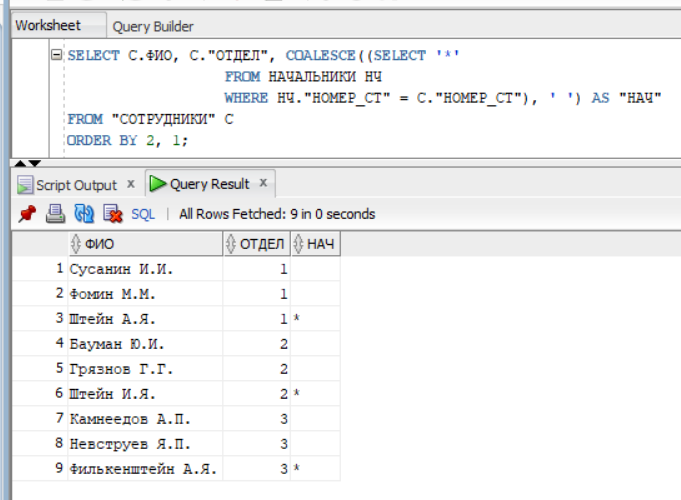 Worksheet Query Builder
SELECT С.ФИО, С."ОТДЕЛ", COALESCE((SELECT '*'
FROM НАЧАЛЬНИКИ НЧ
WHERE НЧ."НОМЕР_СТ" = С."НОМЕР_СТ"), ' ') AS "НАЧ"
FROM "СОТРУДНИКИ" С
ORDER BY 2, 1;
Script Output x Query Result x
SQL | All Rows Fetched: 9 in 0 seconds
ФИО ОТДЕЛ НАЧ
1 Сусанин И.И. 1
2 Фомин М.М. 1
3 Штейн А.Я. 1 *
4 Бауман Ю.И. 2
5 Грязнов Г.Г. 2
6 Штейн И.Я. 2 *
7 Камнеедов А.П. 3
8 Невструев Я.П. 3
9 Филькенштейн А.Я. 3 *